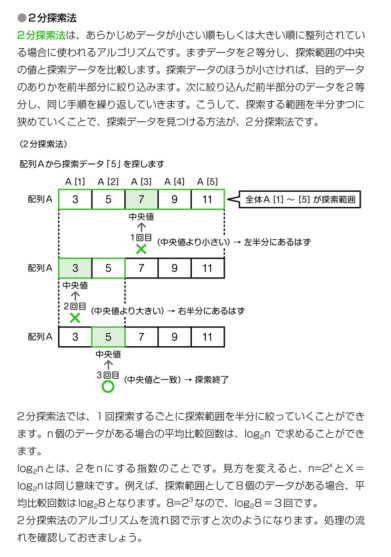 ●2分探索法
2分探索法は、あらかじめデータが小さい順もしくは大きい順に整列されてい
る場合に使われるアルゴリズムです。まずデータを2等分し、探索範囲の中央
の値と探索データを比較します。探索データのほうが小さければ、目的データ
のありかを前半部分に絞り込みます。次に絞り込んだ前半部分のデータを2等
分し、同じ手順を繰り返していきます。こうして、探索する範囲を半分ずつに
狭めていくことで、探索データを見つける方法が、2分探索法です。
〈2分探索法〉
配列Aから探索データ「5」を探します
A [1] A [2] A [3] A [4] A [5]
配列A 3 5 7 9 11 全体A [1] ~ [5] が探索範囲
中央値
↑
1回目 (中央値より小さい) → 左半分にあるはず
×
配列A 3 5 7 9 11
中央値
↑
2回目 (中央値より大きい) → 右半分にあるはず
×
配列A 3 5 7 9 11
中央値
↑
3回目 (中央値と一致) → 探索終了
○
2分探索法では、1回探索するごとに探索範囲を半分に絞っていくことができ
ます。n個のデータがある場合の平均比較回数は、log₂n で求めることができ
ます。
log₂nとは、2をnにする指数のことです。見方を変えると、n=2ˣとX=
log₂nは同じ意味です。例えば、探索範囲として8個のデータがある場合、平
均比較回数はlog₂8となります。8=2³なので、log₂8=3回です。
2分探索法のアルゴリズムを流れ図で示すと次のようになります。処理の流
れを確認しておきましょう。